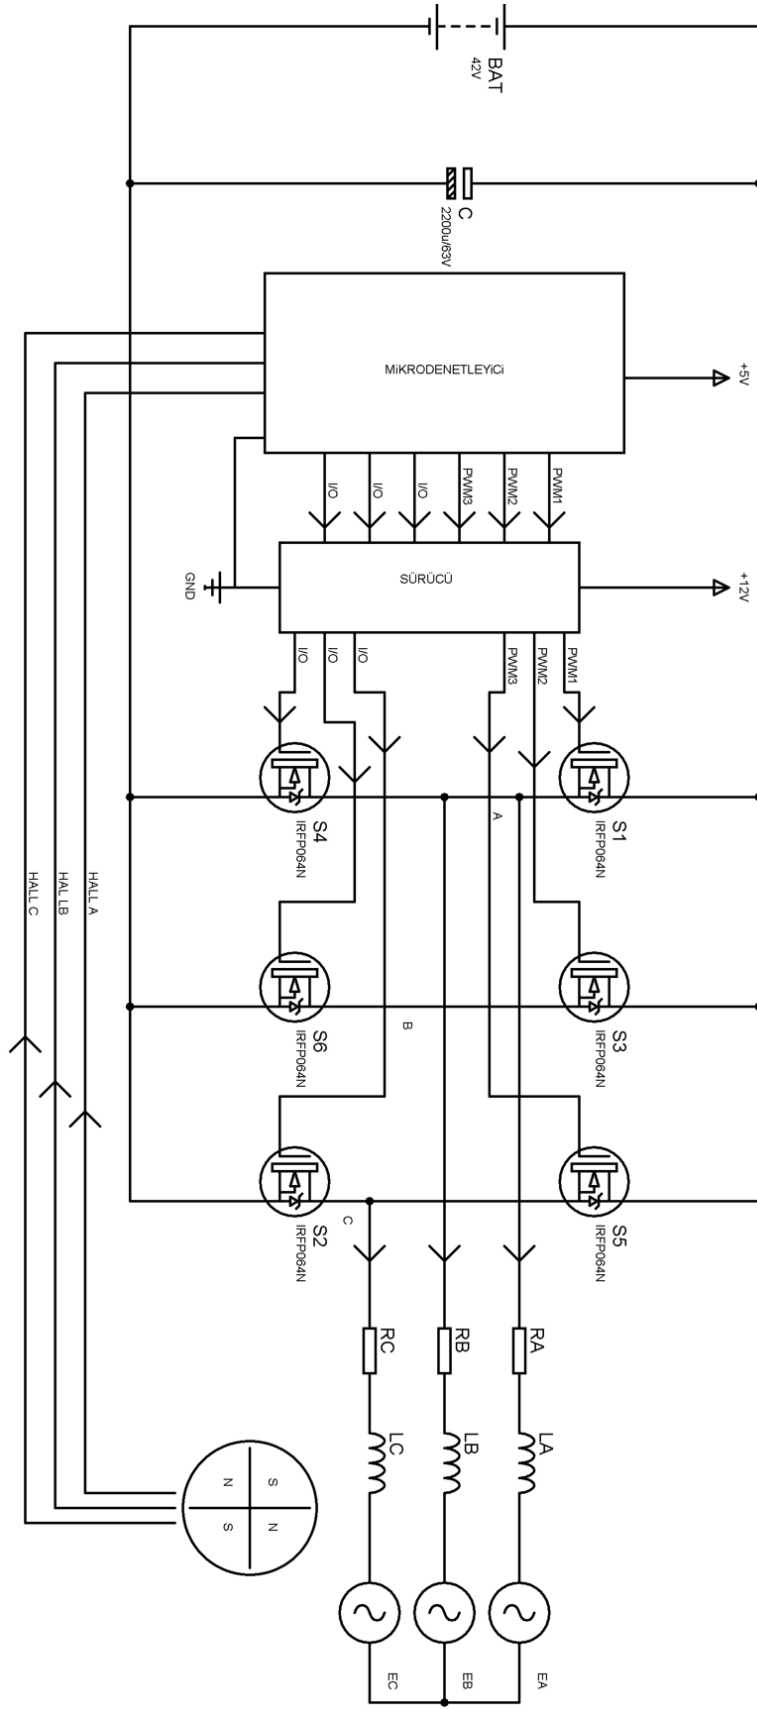 BAT
42V
C
2200u/63V
MiKRODENETLEYiCi
+5V
I/O
I/O
I/O
PWM3
PWM2
PWM1
SÜRÜCÜ
GND
+12V
I/O
I/O
I/O
PWM3
PWM2
PWM1
S4
IRFP064N
A
S1
IRFP064N
HALL C
HAL LB
HALL A
S6
IRFP064N
B
S3
IRFP064N
S2
IRFP064N
C
S5
IRFP064N
RC
RB
RA
LC
LB
LA
N
S
S
N
EC
EB
EA